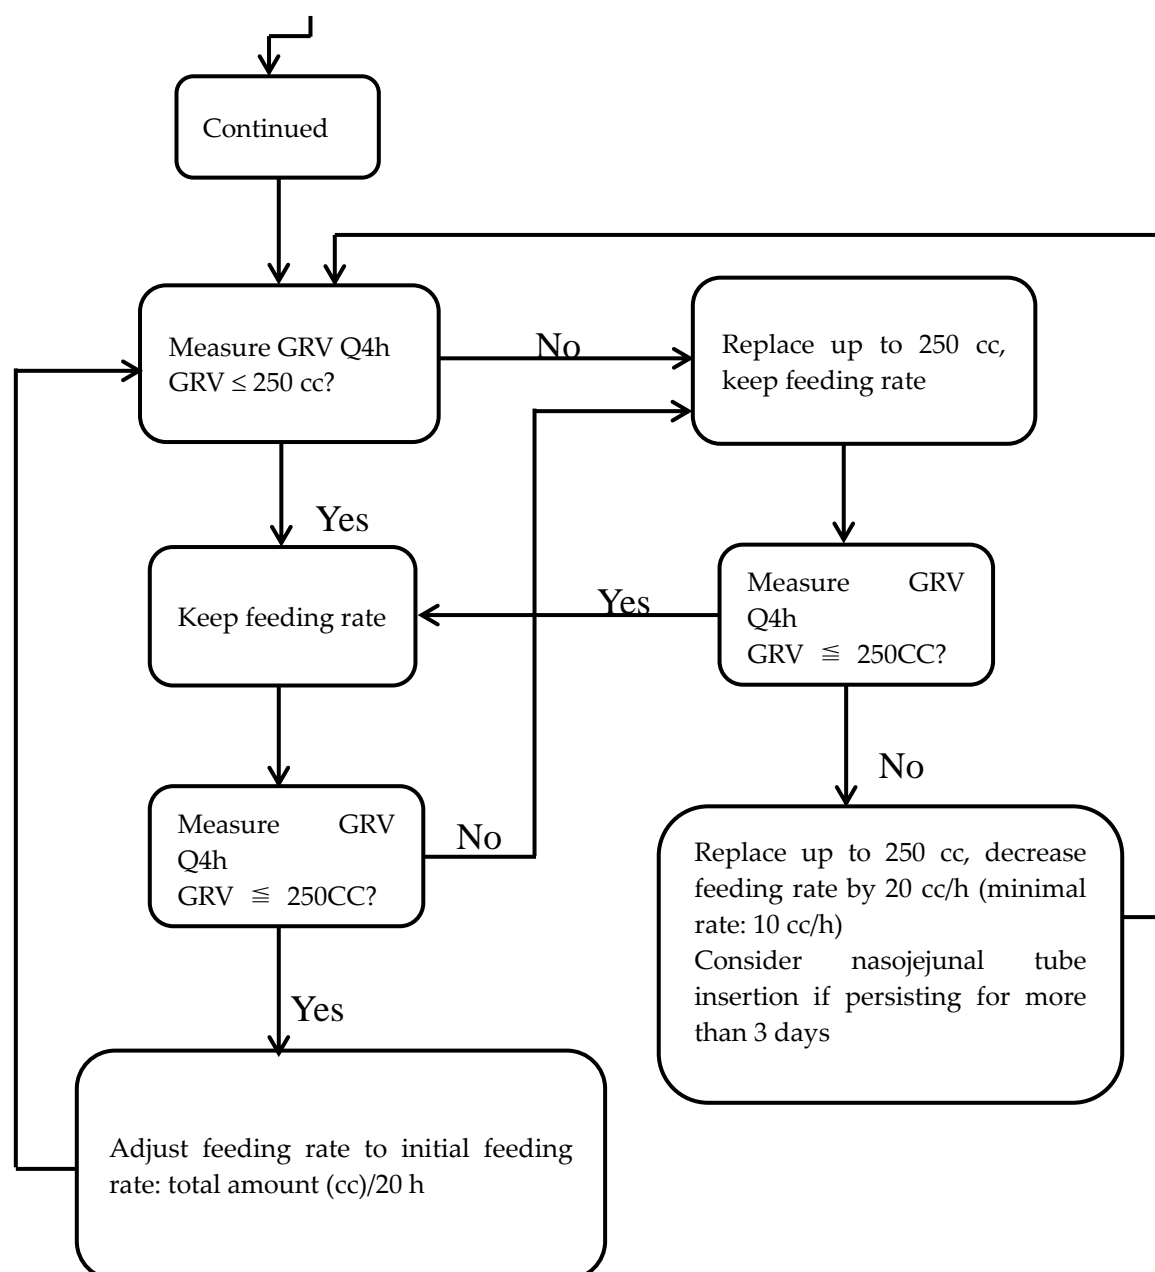 Continued
Measure GRV Q4h
GRV ≤ 250 cc?
No
Replace up to 250 cc,
keep feeding rate
Yes
Keep feeding rate
Yes
Measure GRV
Q4h
GRV ≦ 250CC?
No
Measure GRV
Q4h
GRV ≦ 250CC?
No
Replace up to 250 cc, decrease
feeding rate by 20 cc/h (minimal
rate: 10 cc/h)
Consider nasojejunal tube
insertion if persisting for more
than 3 days
Yes
Adjust feeding rate to initial feeding
rate: total amount (cc)/20 h